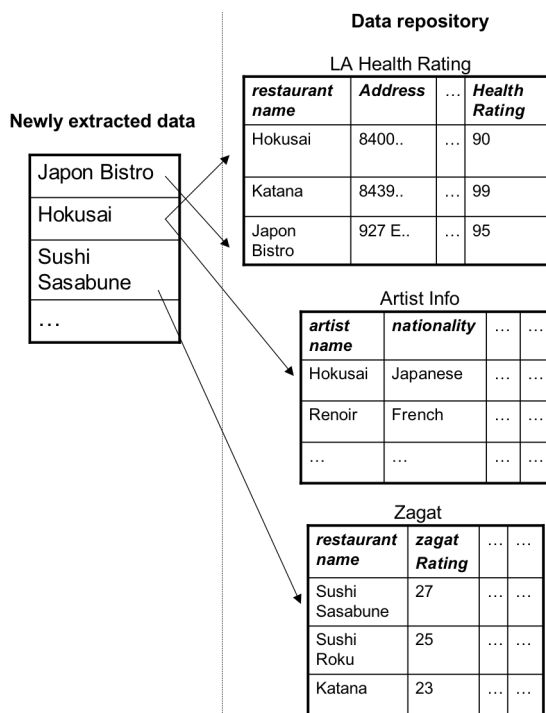 Data repository
Newly extracted data
Japon Bistro
Hokusai
Sushi
Sasabune
…
LA Health Rating
restaurant name Address … Health Rating
Hokusai 8400.. … 90
Katana 8439.. … 99
Japon Bistro 927 E.. … 95
Artist Info
artist name nationality … …
Hokusai Japanese … …
Renoir French … …
… … … …
Zagat
restaurant name zagat Rating … …
Sushi Sasabune 27 … …
Sushi Roku 25 … …
Katana 23 … …